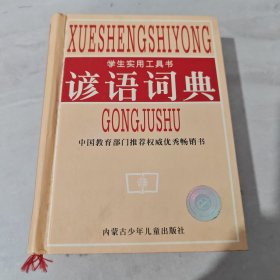 XUESHENGSHIYONG
学生实用工具书
谚语词典
GONGJUSHU
中国教育部门推荐权威优秀畅销书
内蒙古少年儿童出版社